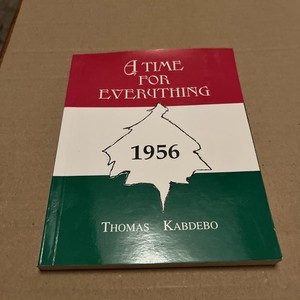 A TIME
FOR
EVERYTHING
1956
THOMAS KABDEBO